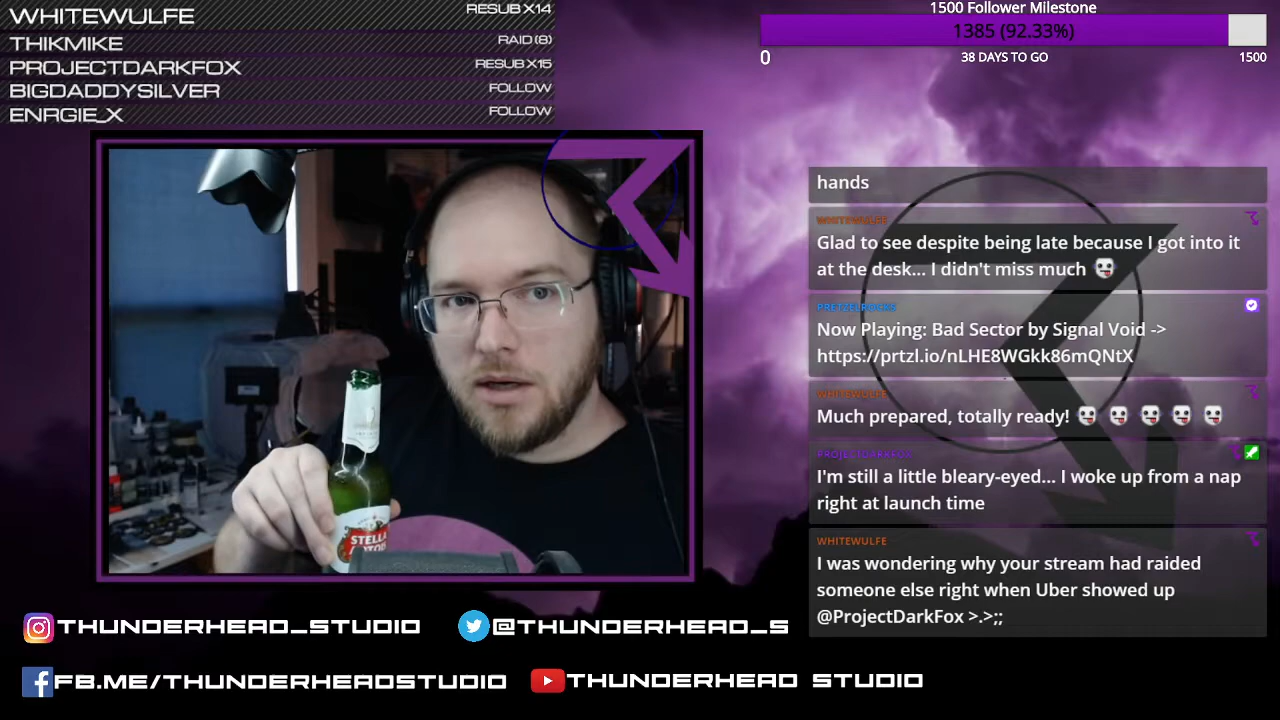 WHITEWULFE RESUB X14
THIKMIKE RAID (8)
PROJECTDARKFOX RESUB X15
BIGDADDYSILVER FOLLOW
ENRGIE_X FOLLOW
1500 Follower Milestone
1385 (92.33%)
0 38 DAYS TO GO 1500
hands
WHITEWULFE
Glad to see despite being late because I got into it
at the desk... I didn't miss much
PRETZELROCKS
Now Playing: Bad Sector by Signal Void ->
https://prtzl.io/nLHE8WGkk86mQNtX
WHITEWULFE
Much prepared, totally ready!
PROJECTDARKFOX
I'm still a little bleary-eyed... I woke up from a nap
right at launch time
WHITEWULFE
I was wondering why your stream had raided
someone else right when Uber showed up
@ProjectDarkFox >.>;;
STELLA
THUNDERHEAD_STUDIO
@THUNDERHEAD_S
FB.ME/THUNDERHEADSTUDIO
THUNDERHEAD STUDIO